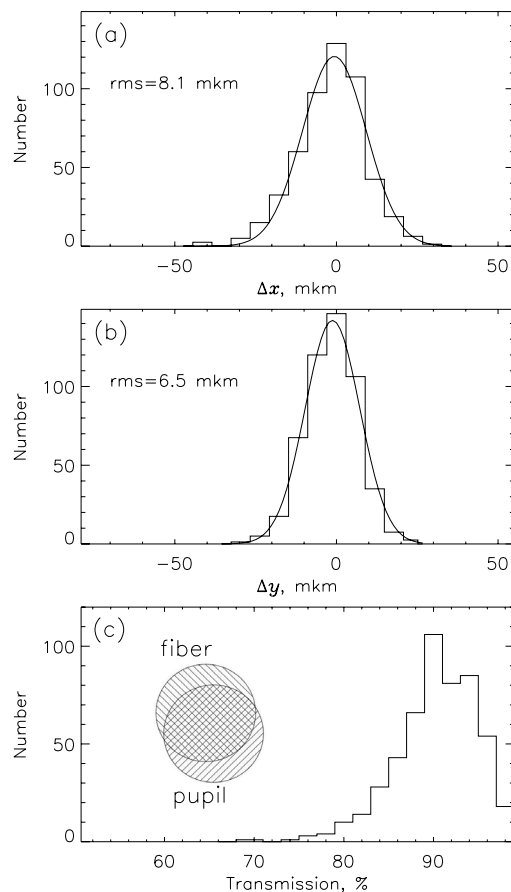 (a)
rms=8.1 mkm
Number
100
50
0
−50
0
50
Δx, mkm
(b)
rms=6.5 mkm
Number
100
50
0
−50
0
50
Δy, mkm
(c)
fiber
pupil
Number
100
50
0
60
70
80
90
Transmission, %